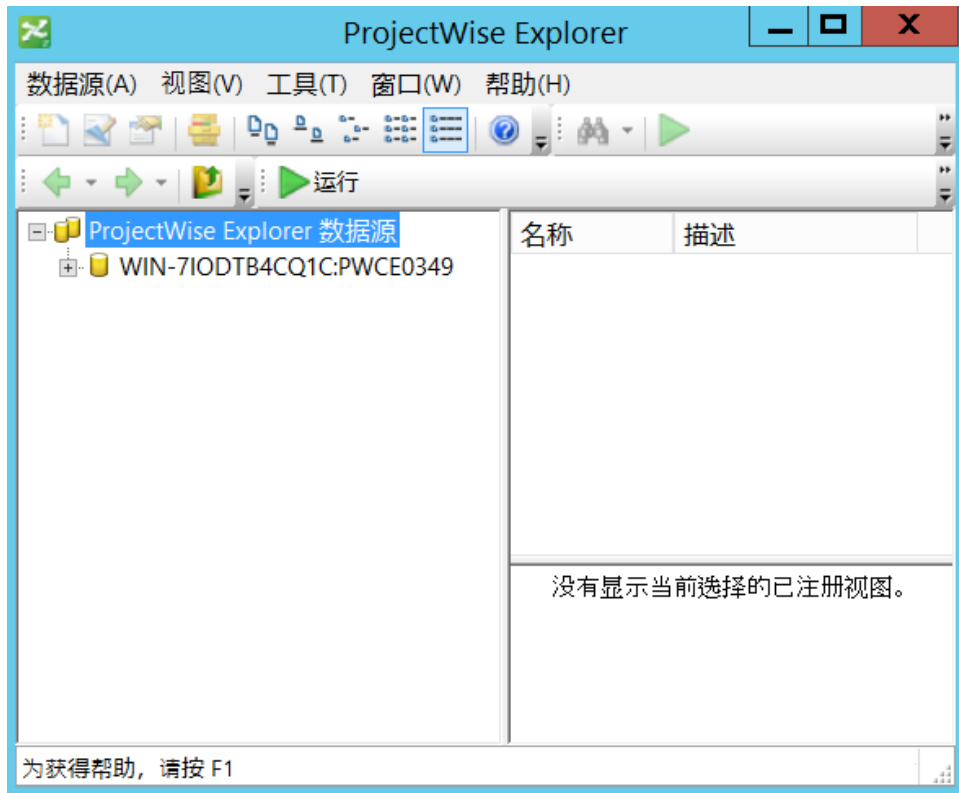 ProjectWise Explorer
数据源(A) 视图(V) 工具(T) 窗口(W) 帮助(H)
运行
ProjectWise Explorer 数据源
WIN-7IODTB4CQ1C:PWCE0349
名称 描述
没有显示当前选择的已注册视图。
为获得帮助，请按 F1